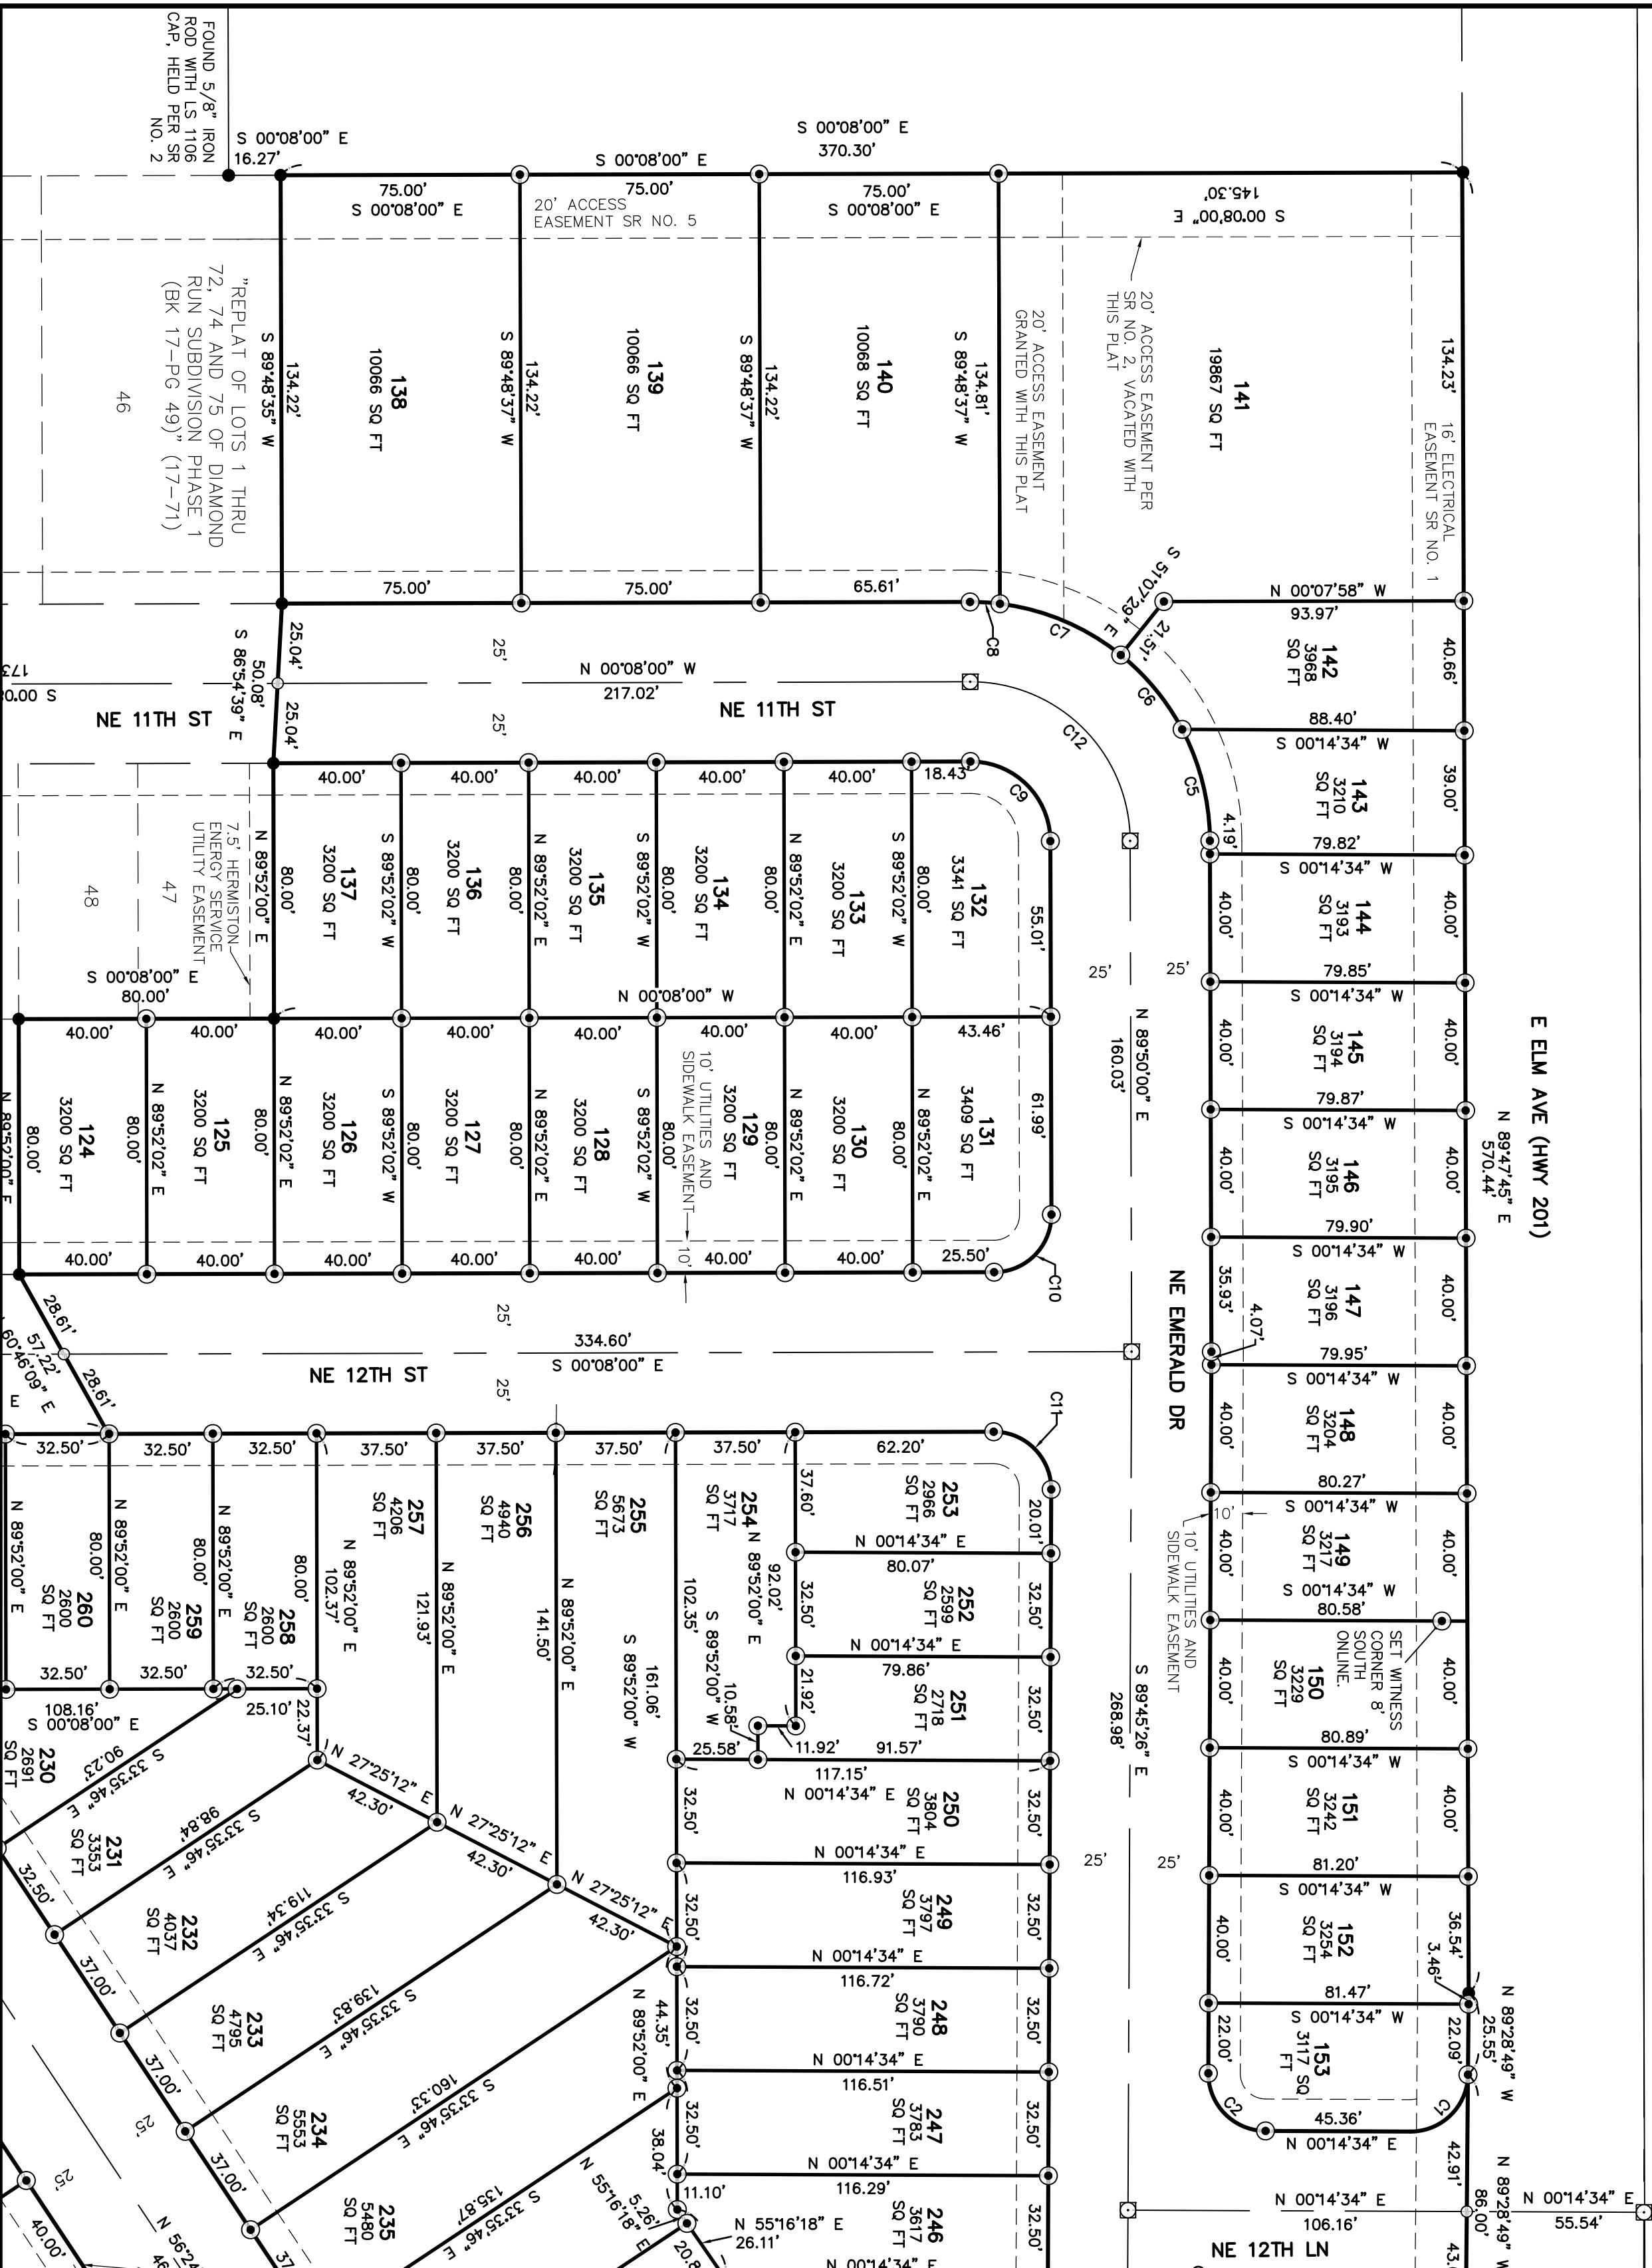 FOUND 5/8" IRON
ROD WITH LS 1106
CAP, HELD PER SR
NO. 2
S 00°08'00" E
16.27'
S 00°08'00" E
S 00°08'00" E
370.30'
75.00'
S 00°08'00" E
75.00'
20' ACCESS
EASEMENT SR NO. 5
75.00'
S 00°08'00" E
145.30'
S 00°08'00" E
"REPLAT OF LOTS 1 THRU
72, 74 AND 75 OF DIAMOND
RUN SUBDIVISION PHASE 1
(BK 17-PG 49)" (17-71)
46
134.22'
S 89°48'35" W
138
10066 SQ FT
134.22'
S 89°48'37" W
139
10066 SQ FT
134.22'
S 89°48'37" W
140
10068 SQ FT
134.81'
S 89°48'37" W
20' ACCESS EASEMENT
GRANTED WITH THIS PLAT
20' ACCESS EASEMENT PER
SR NO. 2, VACATED WITH
THIS PLAT
141
19867 SQ FT
134.23'
16' ELECTRICAL
EASEMENT SR NO. 1
75.00'
75.00'
65.61'
C8
C7
S 51°07'29" E
21.51'
N 00°07'58" W
93.97'
40.66'
142
3968
SQ FT
C6
88.40'
S 00°14'34" W
C5
143
3210
SQ FT
39.00'
4.19'
79.82'
S 00°14'34" W
25.04'
50.08'
S 86°54'39" E
25.04'
NE 11TH ST
25'
25'
N 00°08'00" W
217.02'
NE 11TH ST
C12
C9
40.00'
40.00'
40.00'
40.00'
40.00'
18.43'
48
47
7.5' HERMISTON
ENERGY SERVICE
UTILITY EASEMENT
N 89°52'00" E
80.00'
137
3200 SQ FT
S 89°52'02" W
80.00'
136
3200 SQ FT
N 89°52'02" E
80.00'
135
3200 SQ FT
S 89°52'02" W
80.00'
134
3200 SQ FT
N 89°52'02" E
80.00'
133
3200 SQ FT
S 89°52'02" W
80.00'
132
3341 SQ FT
55.01'
S 00°08'00" E
80.00'
N 00°08'00" W
40.00'
40.00'
40.00'
40.00'
40.00'
40.00'
40.00'
43.46'
80.00'
124
3200 SQ FT
N 89°52'02" E
80.00'
125
3200 SQ FT
N 89°52'02" E
80.00'
126
3200 SQ FT
S 89°52'02" W
80.00'
127
3200 SQ FT
N 89°52'02" E
80.00'
128
3200 SQ FT
S 89°52'02" W
80.00'
10' UTILITIES AND
SIDEWALK EASEMENT
10'
129
3200 SQ FT
N 89°52'02" E
80.00'
130
3200 SQ FT
N 89°52'02" E
80.00'
131
3409 SQ FT
61.99'
40.00'
40.00'
40.00'
40.00'
40.00'
40.00'
40.00'
25.50'
C10
25'
25'
N 89°50'00" E
160.03'
NE EMERALD DR
40.00'
144
3193
SQ FT
40.00'
79.85'
S 00°14'34" W
40.00'
145
3194
SQ FT
40.00'
79.87'
S 00°14'34" W
40.00'
146
3195
SQ FT
40.00'
79.90'
S 00°14'34" W
35.93'
4.07'
147
3196
SQ FT
40.00'
79.95'
S 00°14'34" W
40.00'
148
3204
SQ FT
40.00'
80.27'
S 00°14'34" W
E ELM AVE (HWY 201)
N 89°47'45" E
570.44'
10'
10' UTILITIES AND
SIDEWALK EASEMENT
40.00'
149
3217
SQ FT
40.00'
S 00°14'34" W
80.58'
SET WITNESS
CORNER 8'
SOUTH
ONLINE.
40.00'
150
3229
SQ FT
40.00'
80.89'
S 00°14'34" W
40.00'
151
3242
SQ FT
40.00'
81.20'
S 00°14'34" W
40.00'
152
3254
SQ FT
36.54'
3.46'
81.47'
S 00°14'34" W
22.00'
153
3117 SQ
FT
22.09'
N 89°28'49" W
25.55'
C2
C1
45.36'
N 00°14'34" E
42.91'
N 89°28'49" W
86.00'
N 00°14'34" E
106.16'
N 00°14'34" E
55.54'
NE 12TH LN
28.61'
57.22'
28.61'
NE 12TH ST
25'
25'
334.60'
S 00°08'00" E
C11
32.50'
32.50'
32.50'
37.50'
37.50'
37.50'
37.50'
62.20'
S 89°45'26" E
268.98'
25'
25'
N 89°52'00" E
80.00'
260
2600
SQ FT
N 89°52'00" E
80.00'
259
2600
SQ FT
N 89°52'00" E
80.00'
258
2600
SQ FT
N 89°52'00" E
102.37'
257
4206
SQ FT
N 89°52'00" E
121.93'
256
4940
SQ FT
N 89°52'00" E
141.50'
255
5673
SQ FT
102.35'
S 89°52'00" W
161.06'
254
3717
SQ FT
N 89°52'00" E
92.02'
S 89°52'00" W
10.58'
37.60'
253
2966
SQ FT
20.01'
N 00°14'34" E
80.07'
32.50'
252
2599
SQ FT
32.50'
N 00°14'34" E
79.86'
21.92'
251
2718
SQ FT
32.50'
11.92'
25.58'
91.57'
117.15'
N 00°14'34" E
32.50'
250
3804
SQ FT
32.50'
N 00°14'34" E
116.93'
32.50'
249
3797
SQ FT
32.50'
N 00°14'34" E
116.72'
32.50'
44.35'
N 89°52'00" E
248
3790
SQ FT
32.50'
N 00°14'34" E
116.51'
32.50'
38.04'
247
3783
SQ FT
32.50'
N 00°14'34" E
116.29'
11.10'
246
3617
SQ FT
32.50'
32.50'
32.50'
32.50'
25.10'
22.37'
108.16'
S 00°08'00" E
230
2691
SQ FT
90.23'
S 33°35'46" E
231
3353
SQ FT
98.84'
S 33°35'46" E
232
4037
SQ FT
119.34'
S 33°35'46" E
233
4795
SQ FT
139.83'
S 33°35'46" E
234
5553
SQ FT
160.33'
S 33°35'46" E
235
5480
SQ FT
135.87'
S 33°35'46" E
N 27°25'12" E
42.30'
N 27°25'12" E
42.30'
N 27°25'12" E
42.30'
32.50'
37.00'
37.00'
37.00'
25'
25'
40.00'
N 55°16'18" E
5.26'
N 55°16'18" E
26.11'